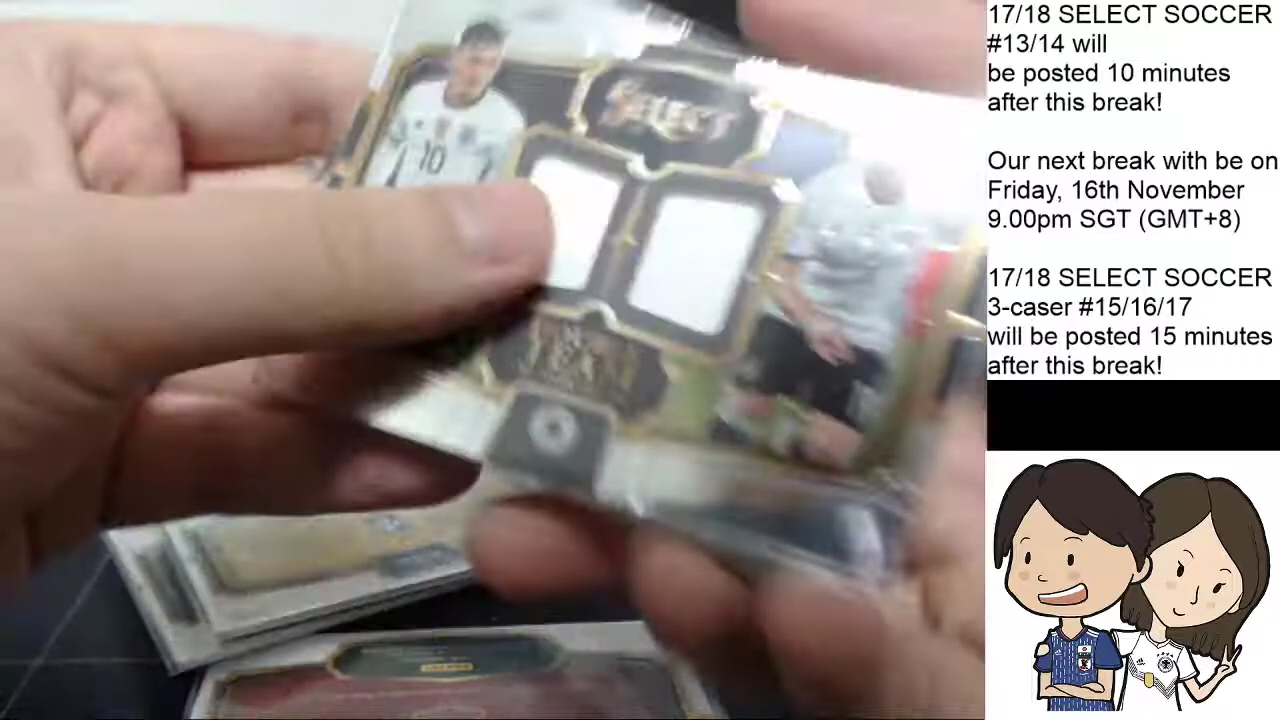 17/18 SELECT SOCCER
#13/14 will
be posted 10 minutes
after this break!
Our next break with be on
Friday, 16th November
9.00pm SGT (GMT+8)
17/18 SELECT SOCCER
3-caser #15/16/17
will be posted 15 minutes
after this break!
SELECT
10